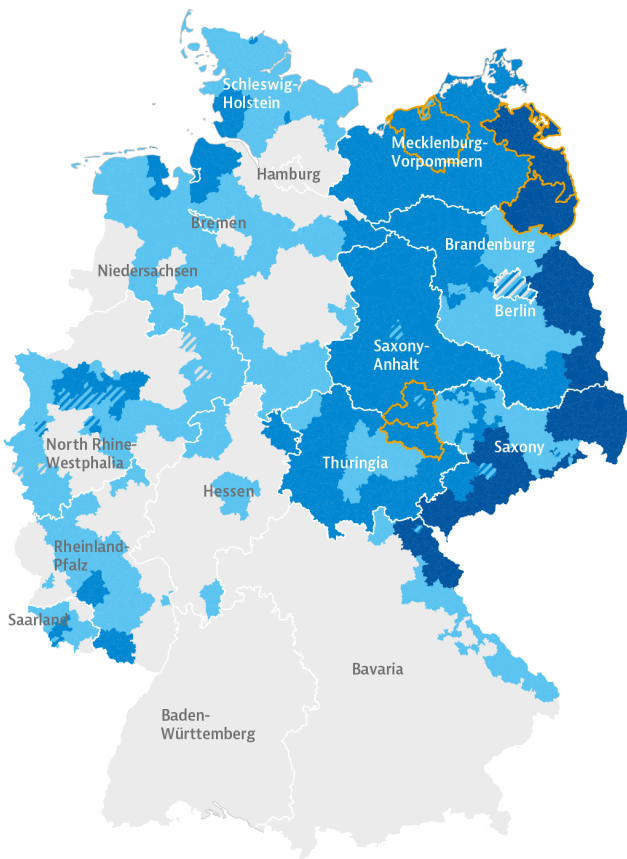 Schleswig-
Holstein
Mecklenburg-
Vorpommern
Hamburg
Bremen
Brandenburg
Niedersachsen
Berlin
Saxony-
Anhalt
North Rhine-
Westphalia
Saxony
Thuringia
Hessen
Rheinland-
Pfalz
Saarland
Bavaria
Baden-
Württemberg